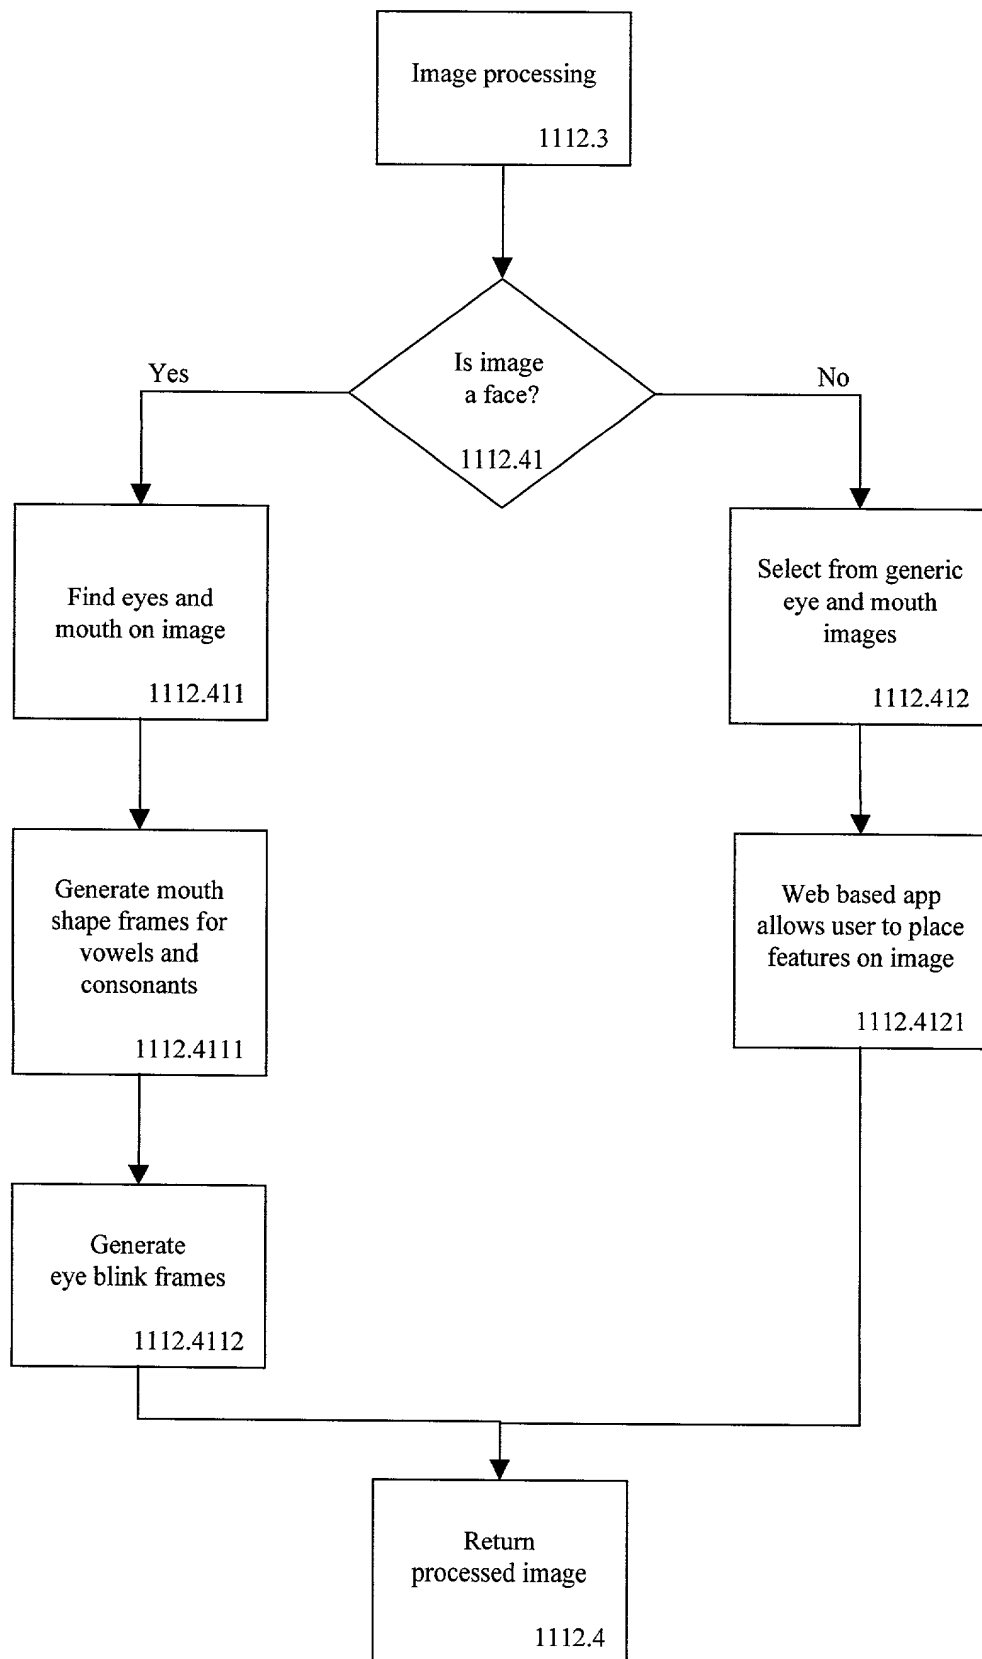 Image processing
1112.3
Is image
a face?
1112.41
Yes
No
Find eyes and
mouth on image
1112.411
Select from generic
eye and mouth
images
1112.412
Generate mouth
shape frames for
vowels and
consonants
1112.4111
Web based app
allows user to place
features on image
1112.4121
Generate
eye blink frames
1112.4112
Return
processed image
1112.4